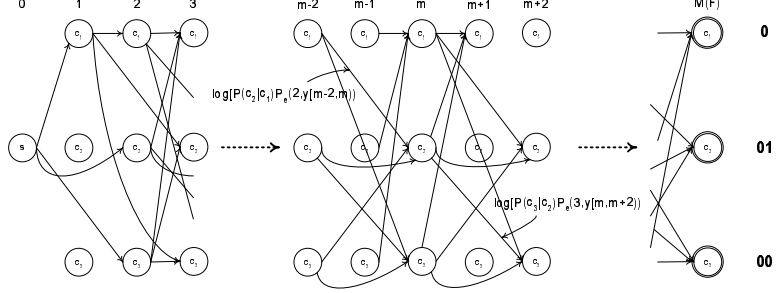 0 1 2 3 m-2 m-1 m m+1 m+2 M(F)
c₁ c₁ c₁ c₁ c₁ c₁ c₁ c₁ c₁ 0
log[P(c₂|c₁)Pₑ(2,y[m-2,m))
s c₂ c₂ c₂ c₂ c₂ c₂ c₂ c₂ c₂ 01
log[P(c₃|c₂)Pₑ(3,y[m,m+2))
c₃ c₃ c₃ c₃ c₃ c₃ c₃ c₃ c₃ 00